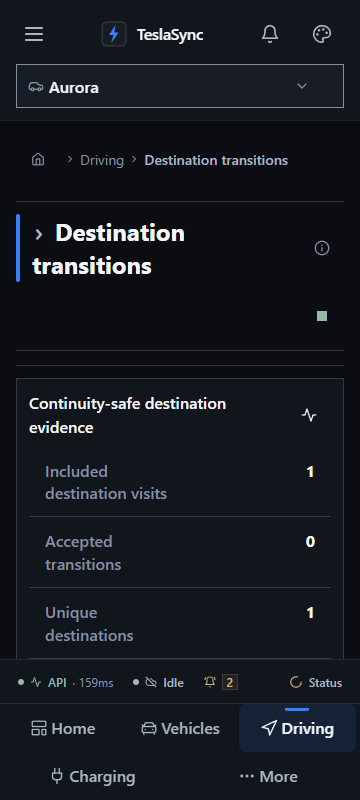 TeslaSync
Aurora
Driving
Destination transitions
Destination
transitions
Continuity-safe destination
evidence
Included
destination visits
1
Accepted
transitions
0
Unique
destinations
1
API · 159ms
Idle
2
Status
Home
Vehicles
Driving
Charging
More